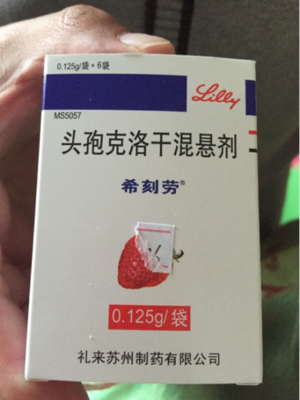 0.125g/袋×6袋
Lilly
MS5057
头孢克洛干混悬剂
希刻劳®
0.125g/袋
礼来苏州制药有限公司